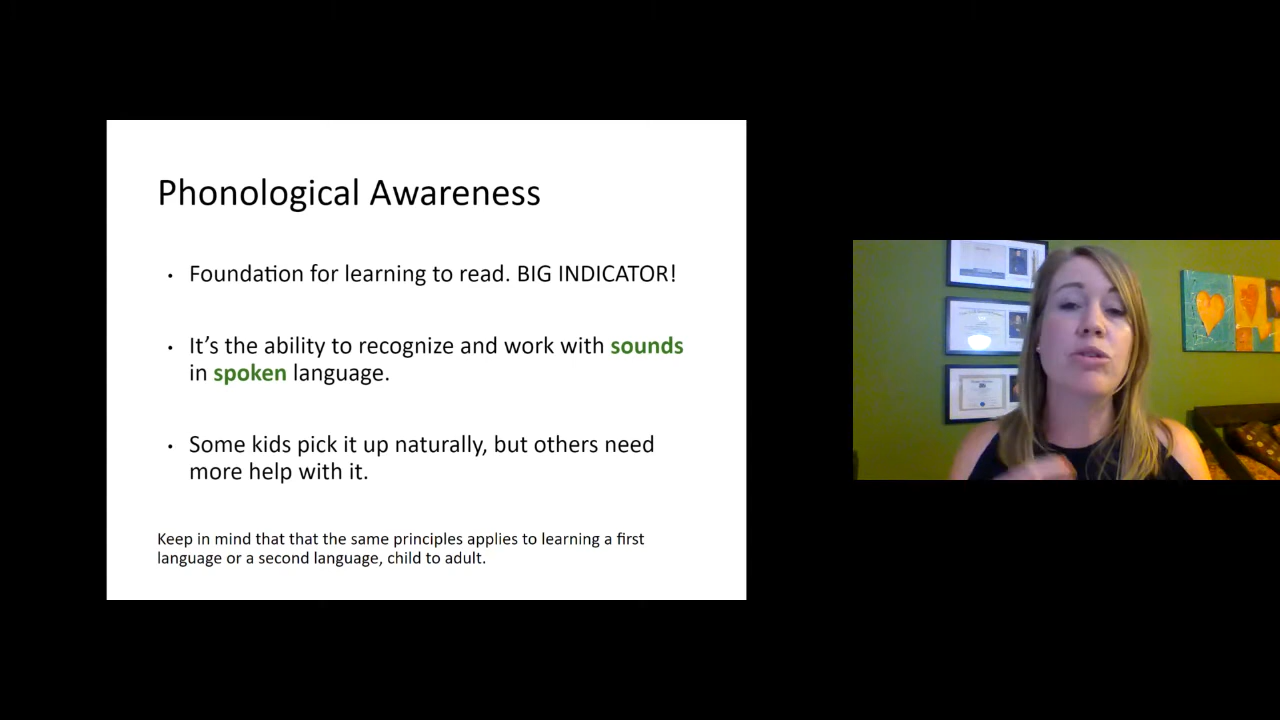 Phonological Awareness
• Foundation for learning to read. BIG INDICATOR!
• It's the ability to recognize and work with sounds
in spoken language.
• Some kids pick it up naturally, but others need
more help with it.
Keep in mind that that the same principles applies to learning a first
language or a second language, child to adult.